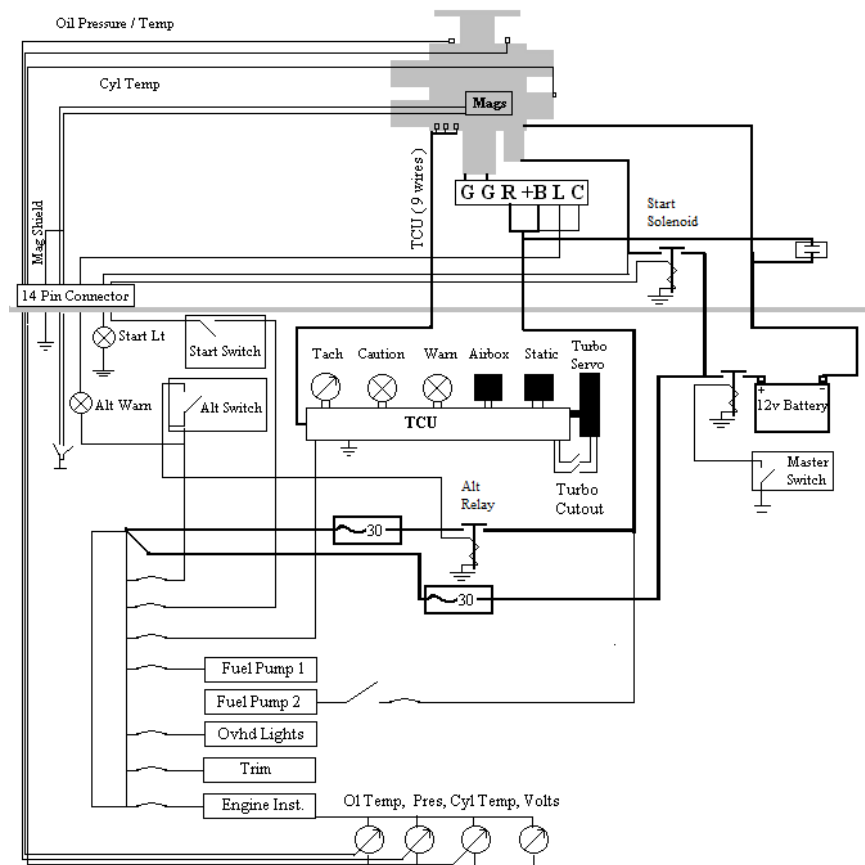 Oil Pressure / Temp
Cyl Temp
Mags
Mag Shield
TCU ( 9 wires )
G G R +B L C
Start
Solenoid
14 Pin Connector
Start Lt
Start Switch
Alt Warn
Alt Switch
Tach
Caution
Warn
Airbox
Static
Turbo
Servo
TCU
+
-
12v Battery
Master
Switch
Turbo
Cutout
Alt
Relay
30
30
Fuel Pump 1
Fuel Pump 2
Ovhd Lights
Trim
Engine Inst.
Ol Temp, Pres, Cyl Temp, Volts